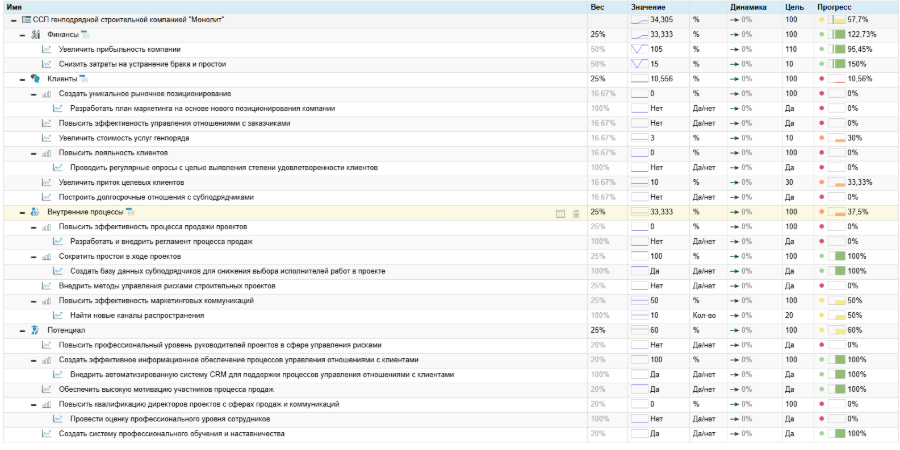 Имя Вес Значение Динамика Цель Прогресс
ССП генподрядной строительной компании "Монолит" 34,305 % 0% 100 57,7%
Финансы 25% 33,333 % 0% 100 122,73%
Увеличить прибыльность компании 50% 105 % 0% 110 95,45%
Снизить затраты на устранение брака и простои 50% 15 % 0% 10 150%
Клиенты 25% 10,556 % 0% 100 10,56%
Создать уникальное рыночное позиционирование 16.67% 0 % 0% 100 0%
Разработать план маркетинга на основе нового позиционирования компании 100% Нет Да/нет 0% Да 0%
Повысить эффективность управления отношениями с заказчиками 16.67% Нет Да/нет 0% Да 0%
Увеличить стоимость услуг генпоряда 16.67% 3 % 0% 10 30%
Повысить лояльность клиентов 16.67% 0 % 0% 100 0%
Проводить регулярные опросы с целью выявления степени удовлетворенности клиентов 100% Нет Да/нет 0% Да 0%
Увеличить приток целевых клиентов 16.67% 10 % 0% 30 33,33%
Построить долгосрочные отношения с субподрядчиками 16.67% Нет Да/нет 0% Да 0%
Внутренние процессы 25% 33,333 % 0% 100 37,5%
Повысить эффективность процесса продажи проектов 25% 0 % 0% 100 0%
Разработать и внедрить регламент процесса продаж 100% Нет Да/нет 0% Да 0%
Сократить простои в ходе проектов 25% 100 % 0% 100 100%
Создать базу данных субподрядчиков для снижения выбора исполнителей работ в проекте 100% Да Да/нет 0% Да 100%
Внедрить методы управления рисками строительных проектов 25% Нет Да/нет 0% Да 0%
Повысить эффективность маркетинговых коммуникаций 25% 50 % 0% 100 50%
Найти новые каналы распространения 100% 10 Кол-во 0% 20 50%
Потенциал 25% 60 % 0% 100 60%
Повысить профессиональный уровень руководителей проектов в сфере управления рисками 20% Нет Да/нет 0% Да 0%
Создать эффективное информационное обеспечение процессов управления отношениями с клиентами 20% 100 % 0% 100 100%
Внедрить автоматизированную систему CRM для поддержки процессов управления отношениями с клиентами 100% Да Да/нет 0% Да 100%
Обеспечить высокую мотивацию участников процесса продаж 20% Да Да/нет 0% Да 100%
Повысить квалификацию директоров проектов с сферах продаж и коммуникаций 20% 0 % 0% 100 0%
Провести оценку профессионального уровня сотрудников 100% Нет Да/нет 0% Да 0%
Создать систему профессионального обучения и наставничества 20% Да Да/нет 0% Да 100%